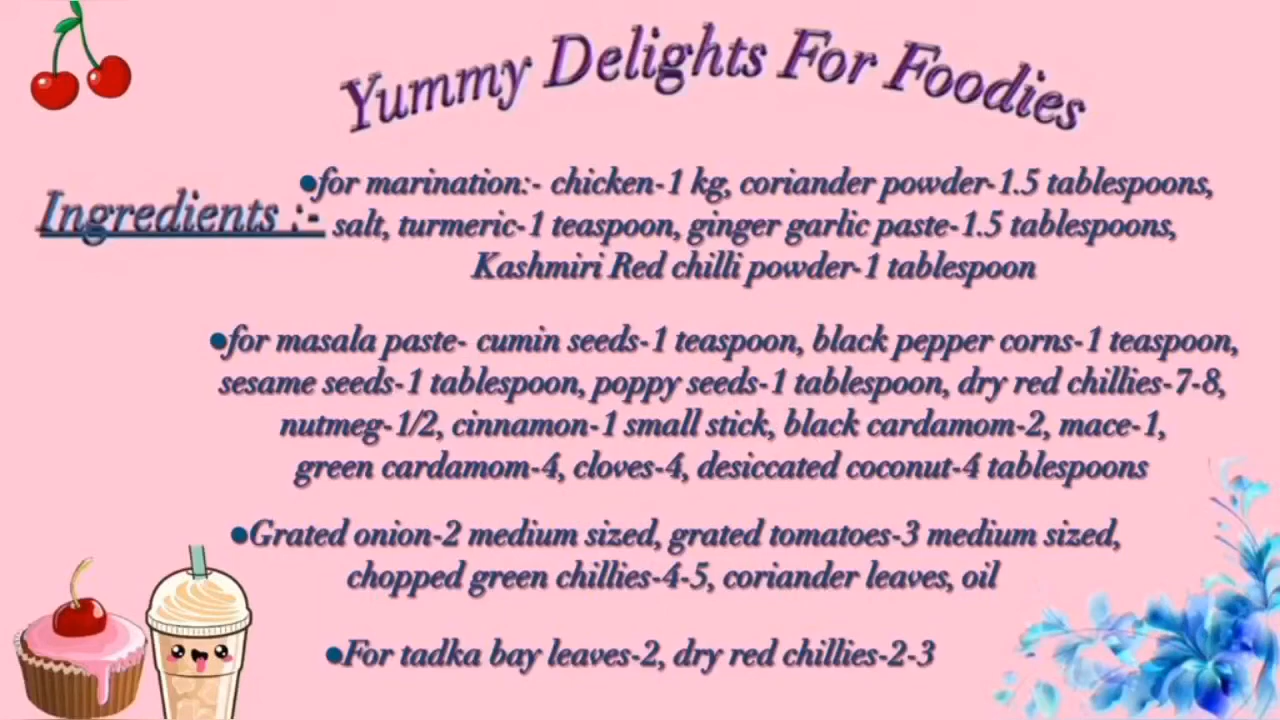 Yummy Delights For Foodies
Ingredients :-
•for marination:- chicken-1 kg, coriander powder-1.5 tablespoons,
salt, turmeric-1 teaspoon, ginger garlic paste-1.5 tablespoons,
Kashmiri Red chilli powder-1 tablespoon
•for masala paste- cumin seeds-1 teaspoon, black pepper corns-1 teaspoon,
sesame seeds-1 tablespoon, poppy seeds-1 tablespoon, dry red chillies-7-8,
nutmeg-1/2, cinnamon-1 small stick, black cardamom-2, mace-1,
green cardamom-4, cloves-4, desiccated coconut-4 tablespoons
•Grated onion-2 medium sized, grated tomatoes-3 medium sized,
chopped green chillies-4-5, coriander leaves, oil
•For tadka bay leaves-2, dry red chillies-2-3